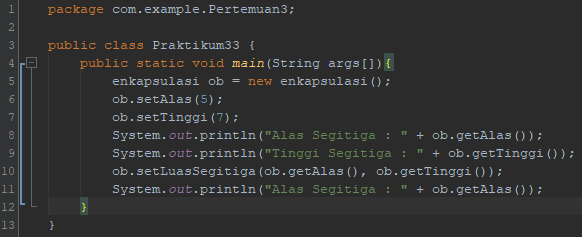 1 package com.example.Pertemuan3;
2
3 public class Praktikum33 {
4 public static void main(String args[]){
5 enkapsulasi ob = new enkapsulasi();
6 ob.setAlas(5);
7 ob.setTinggi(7);
8 System.out.println("Alas Segitiga : " + ob.getAlas());
9 System.out.println("Tinggi Segitiga : " + ob.getTinggi());
10 ob.setLuasSegitiga(ob.getAlas(), ob.getTinggi());
11 System.out.println("Alas Segitiga : " + ob.getAlas());
12 }
13 }